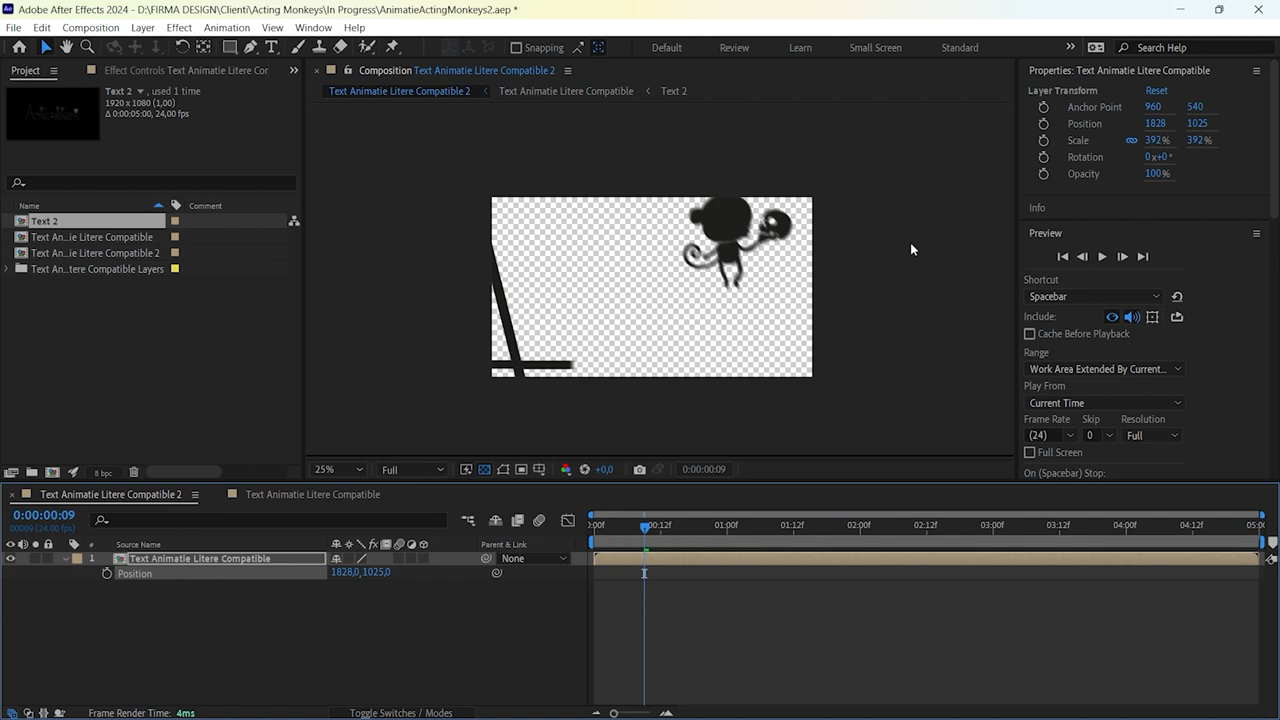 Adobe After Effects 2024 - D:\FIRMA DESIGN\Clienti\Acting Monkeys\In Progress\AnimatieActingMonkeys2.aep *
File Edit Composition Layer Effect Animation View Window Help
Snapping Default Review Learn Small Screen Standard Search Help
Project Effect Controls Text Animatie Litere Cor
Text 2, used 1 time
1920 x 1080 (1,00)
Δ 0:00:05:00, 24,00 fps
Name Comment
Text 2
Text An...ie Litere Compatible
Text An...ie Litere Compatible 2
Text An...tere Compatible Layers
8 bpc
Composition Text Animatie Litere Compatible 2
Text Animatie Litere Compatible 2 Text Animatie Litere Compatible Text 2
25% Full +0,0 0:00:00:09
Properties: Text Animatie Litere Compatible
Layer Transform Reset
Anchor Point 960 540
Position 1828 1025
Scale 392% 392%
Rotation 0x+0°
Opacity 100%
Info
Preview
Shortcut
Spacebar
Include:
Cache Before Playback
Range
Work Area Extended By Current...
Play From
Current Time
Frame Rate Skip Resolution
(24) 0 Full
Full Screen
On (Spacebar) Stop:
Text Animatie Litere Compatible 2 Text Animatie Litere Compatible
0:00:00:09
00009 (24.00 fps)
:00f 00:12f 01:00f 01:12f 02:00f 02:12f 03:00f 03:12f 04:00f 04:12f 05:00
# Source Name Parent & Link
1 Text Animatie Litere Compatible None
Position 1828,0,1025,0
Frame Render Time: 4ms Toggle Switches / Modes